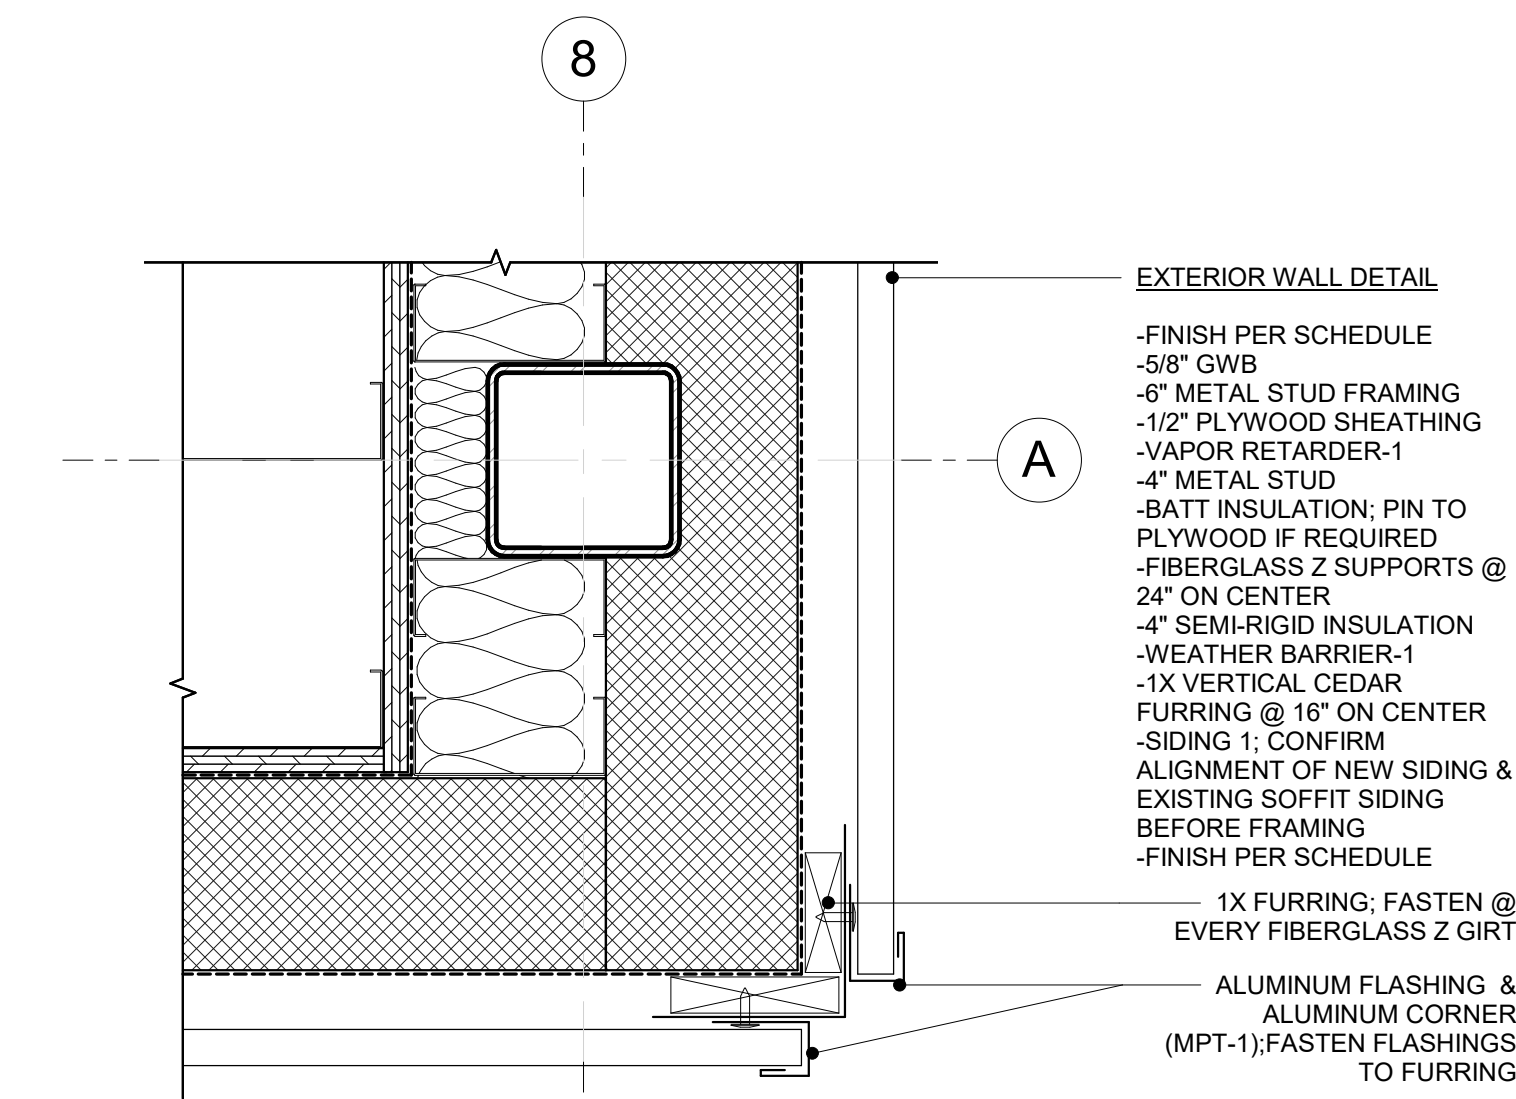 8
EXTERIOR WALL DETAIL
-FINISH PER SCHEDULE
-5/8" GWB
-6" METAL STUD FRAMING
-1/2" PLYWOOD SHEATHING
-VAPOR RETARDER-1
A
-4" METAL STUD
-BATT INSULATION; PIN TO
PLYWOOD IF REQUIRED
-FIBERGLASS Z SUPPORTS @
24" ON CENTER
-4" SEMI-RIGID INSULATION
-WEATHER BARRIER-1
-1X VERTICAL CEDAR
FURRING @ 16" ON CENTER
-SIDING 1; CONFIRM
ALIGNMENT OF NEW SIDING &
EXISTING SOFFIT SIDING
BEFORE FRAMING
-FINISH PER SCHEDULE
1X FURRING; FASTEN @
EVERY FIBERGLASS Z GIRT
ALUMINUM FLASHING &
ALUMINUM CORNER
(MPT-1);FASTEN FLASHINGS
TO FURRING